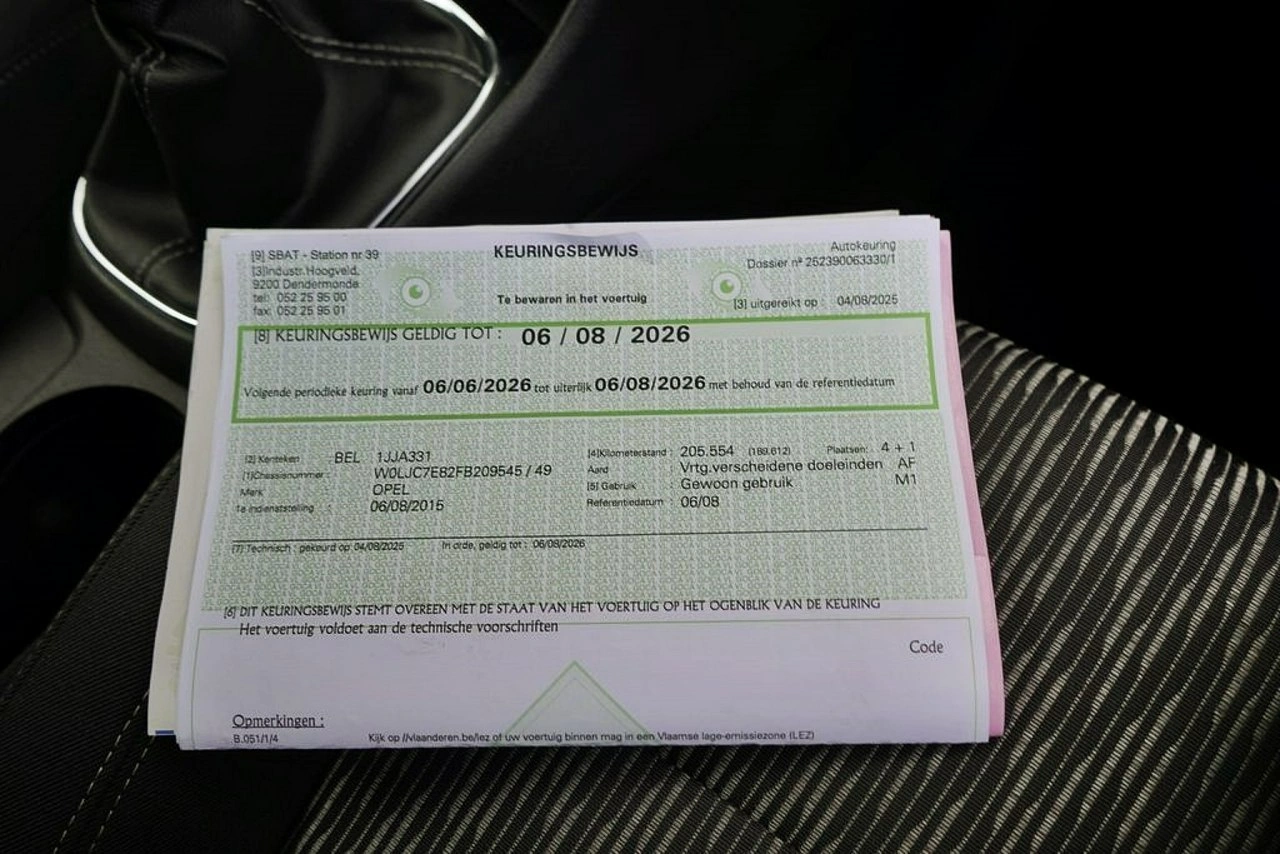 [9] SBAT - Station nr 39
[3]Industr.Hoogveld,
9200 Dendermonde
tel: 052 25 95 00
fax: 052 25 95 01
KEURINGSBEWIJS
Te bewaren in het voertuig
Autokeuring
Dossier nº 252390063330/1
[3] uitgereikt op : 04/08/2025
[8] KEURINGSBEWIJS GELDIG TOT : 06 / 08 / 2026
Volgende periodieke keuring vanaf 06/06/2026 tot uiterlijk 06/08/2026 met behoud van de referentiedatum
[2] Kenteken BEL 1JJA331
[1]Chassisnummer : W0LJC7E82FB209545 / 49
Merk OPEL
1e indienststelling : 06/08/2015
[4]Kilometerstand : 205.554 (189.612) Plaatsen: 4 + 1
Aard : Vrtg.verscheidene doeleinden AF
[5] Gebruik : Gewoon gebruik M1
Referentiedatum : 06/08
[7] Technisch : gekeurd op 04/08/2025 In orde, geldig tot : 06/08/2026
[6] DIT KEURINGSBEWIJS STEMT OVEREEN MET DE STAAT VAN HET VOERTUIG OP HET OGENBLIK VAN DE KEURING
Het voertuig voldoet aan de technische voorschriften
Code
Opmerkingen :
B.051/1/4
Kijk op //vlaanderen.be/lez of uw voertuig binnen mag in een Vlaamse lage-emissiezone (LEZ)